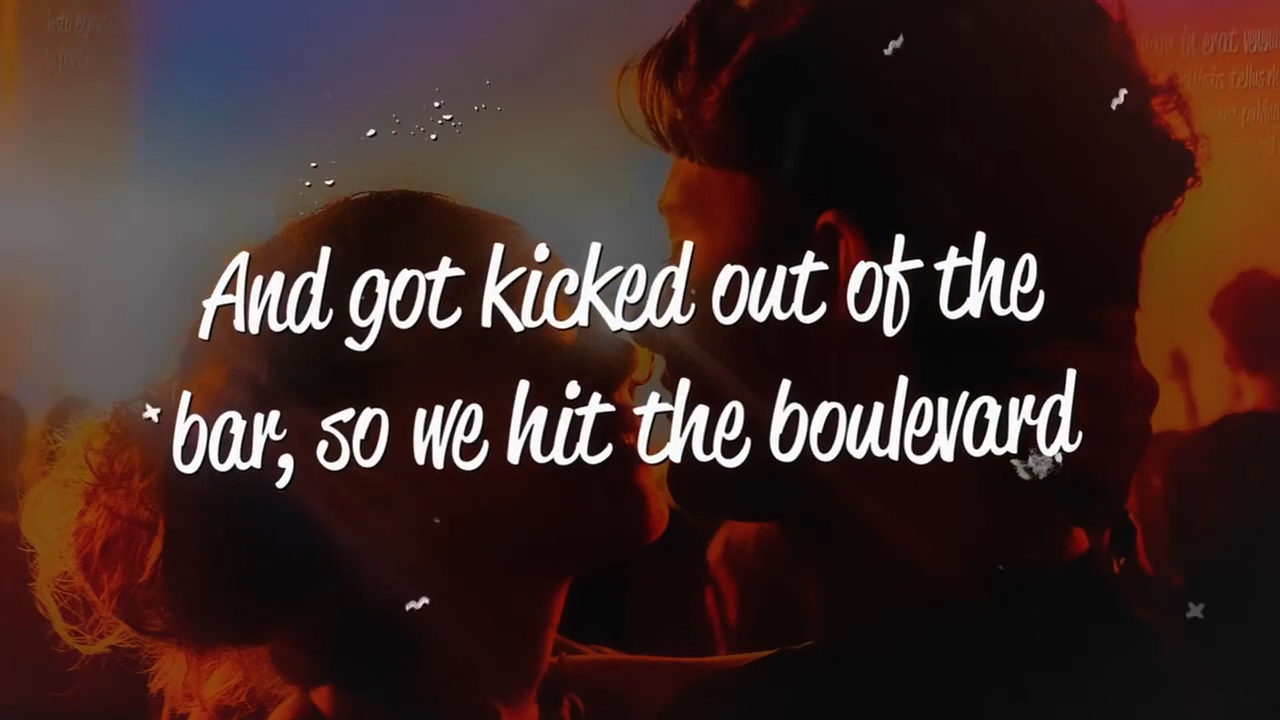 And got kicked out of the
bar, so we hit the boulevard